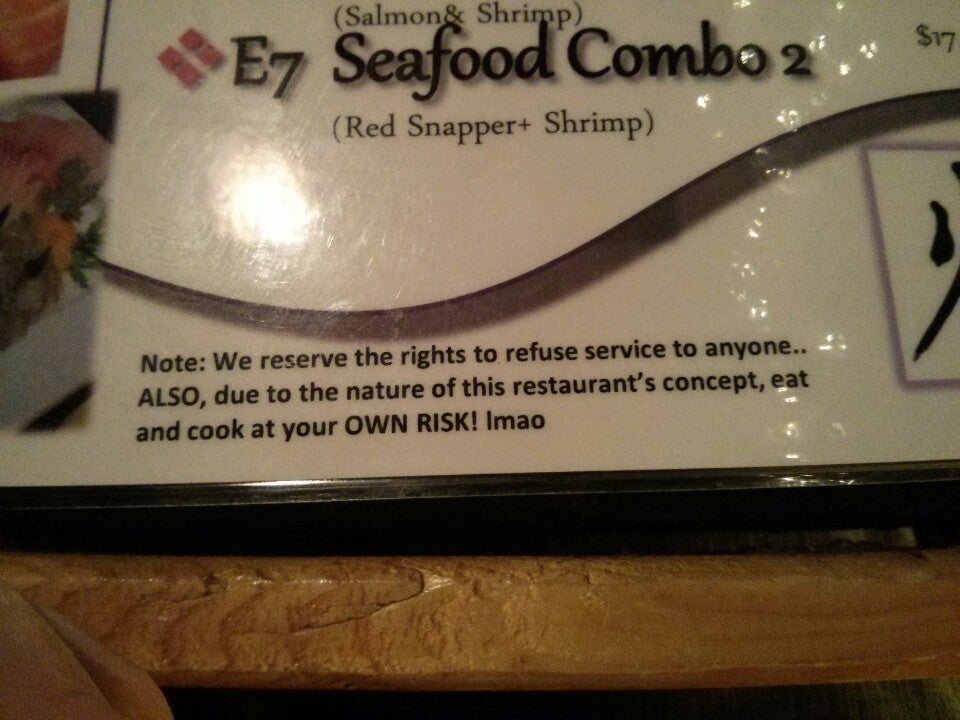 (Salmon& Shrimp)
E7 Seafood Combo 2 $17
(Red Snapper+ Shrimp)
Note: We reserve the rights to refuse service to anyone..
ALSO, due to the nature of this restaurant's concept, eat
and cook at your OWN RISK! lmao